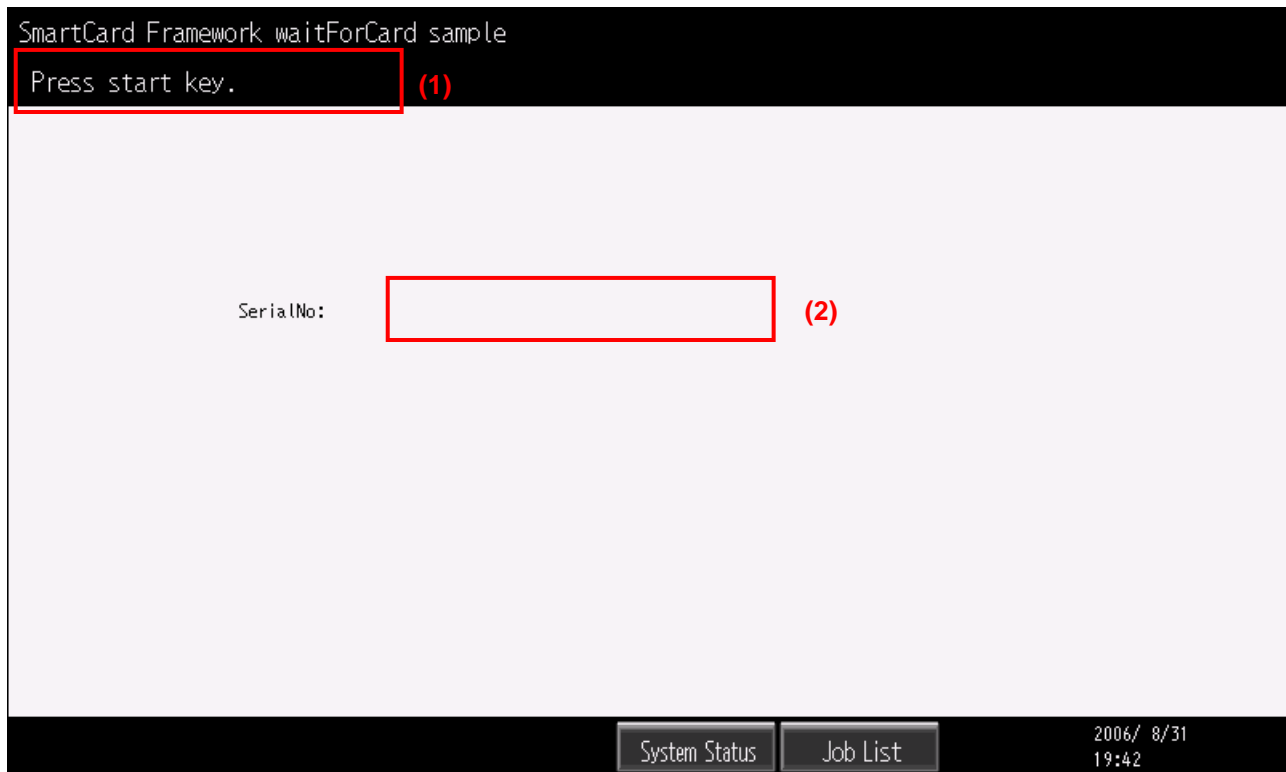 SmartCard Framework waitForCard sample
Press start key.
(1)
SerialNo:
(2)
System Status
Job List
2006/ 8/31
19:42